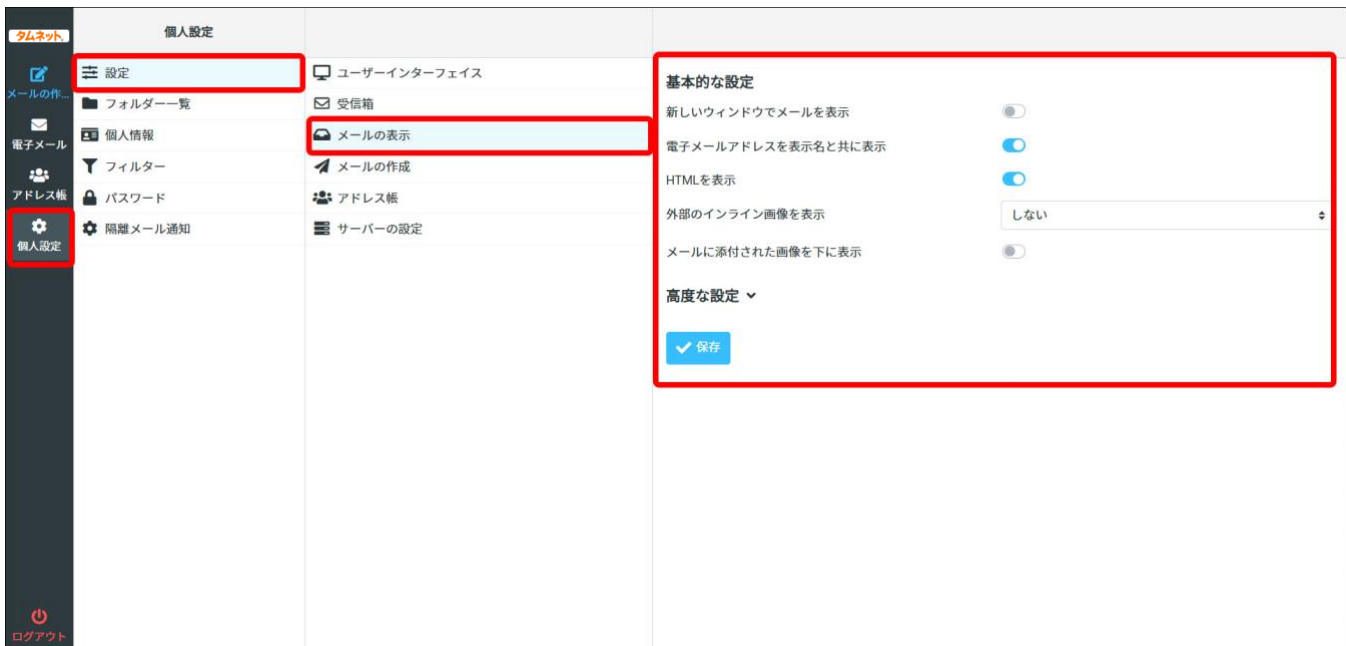 タムネット
メールの作...
電子メール
アドレス帳
個人設定
ログアウト
個人設定
設定
フォルダー一覧
個人情報
フィルター
パスワード
隔離メール通知
ユーザーインターフェイス
受信箱
メールの表示
メールの作成
アドレス帳
サーバーの設定
基本的な設定
新しいウィンドウでメールを表示
電子メールアドレスを表示名と共に表示
HTMLを表示
外部のインライン画像を表示 しない
メールに添付された画像を下に表示
高度な設定
保存